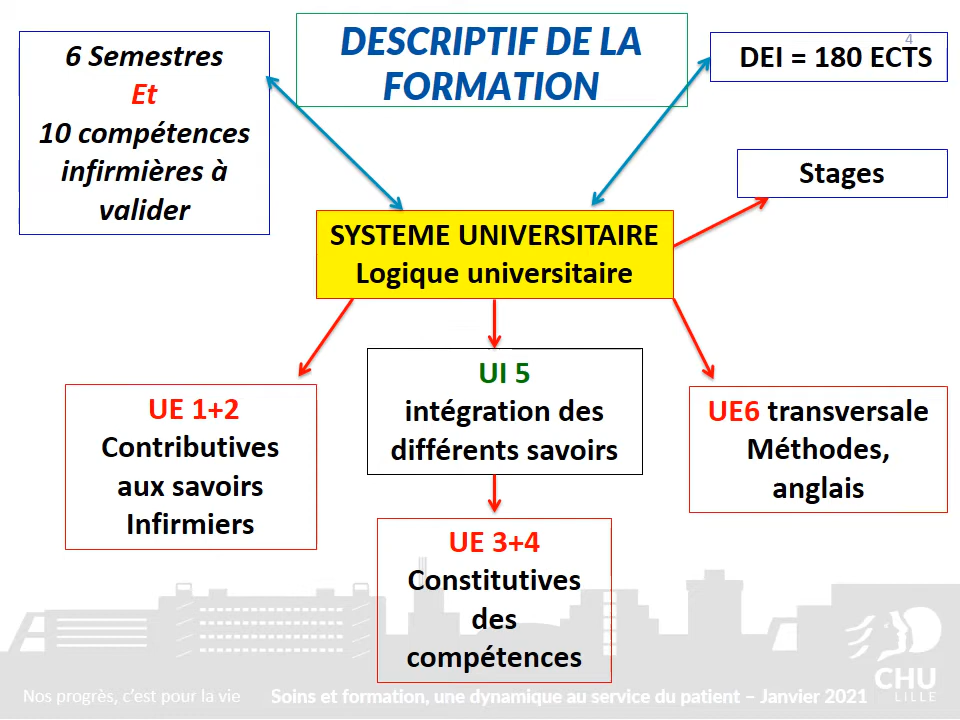 DESCRIPTIF DE LA
FORMATION
4
6 Semestres
Et
10 compétences
infirmières à
valider
DEI = 180 ECTS
Stages
SYSTEME UNIVERSITAIRE
Logique universitaire
UE 1+2
Contributives
aux savoirs
Infirmiers
UI 5
intégration des
différents savoirs
UE6 transversale
Méthodes,
anglais
UE 3+4
Constitutives
des
compétences
Nos progrès, c'est pour la vie
Soins et formation, une dynamique au service du patient – Janvier 2021
CHU
LILLE